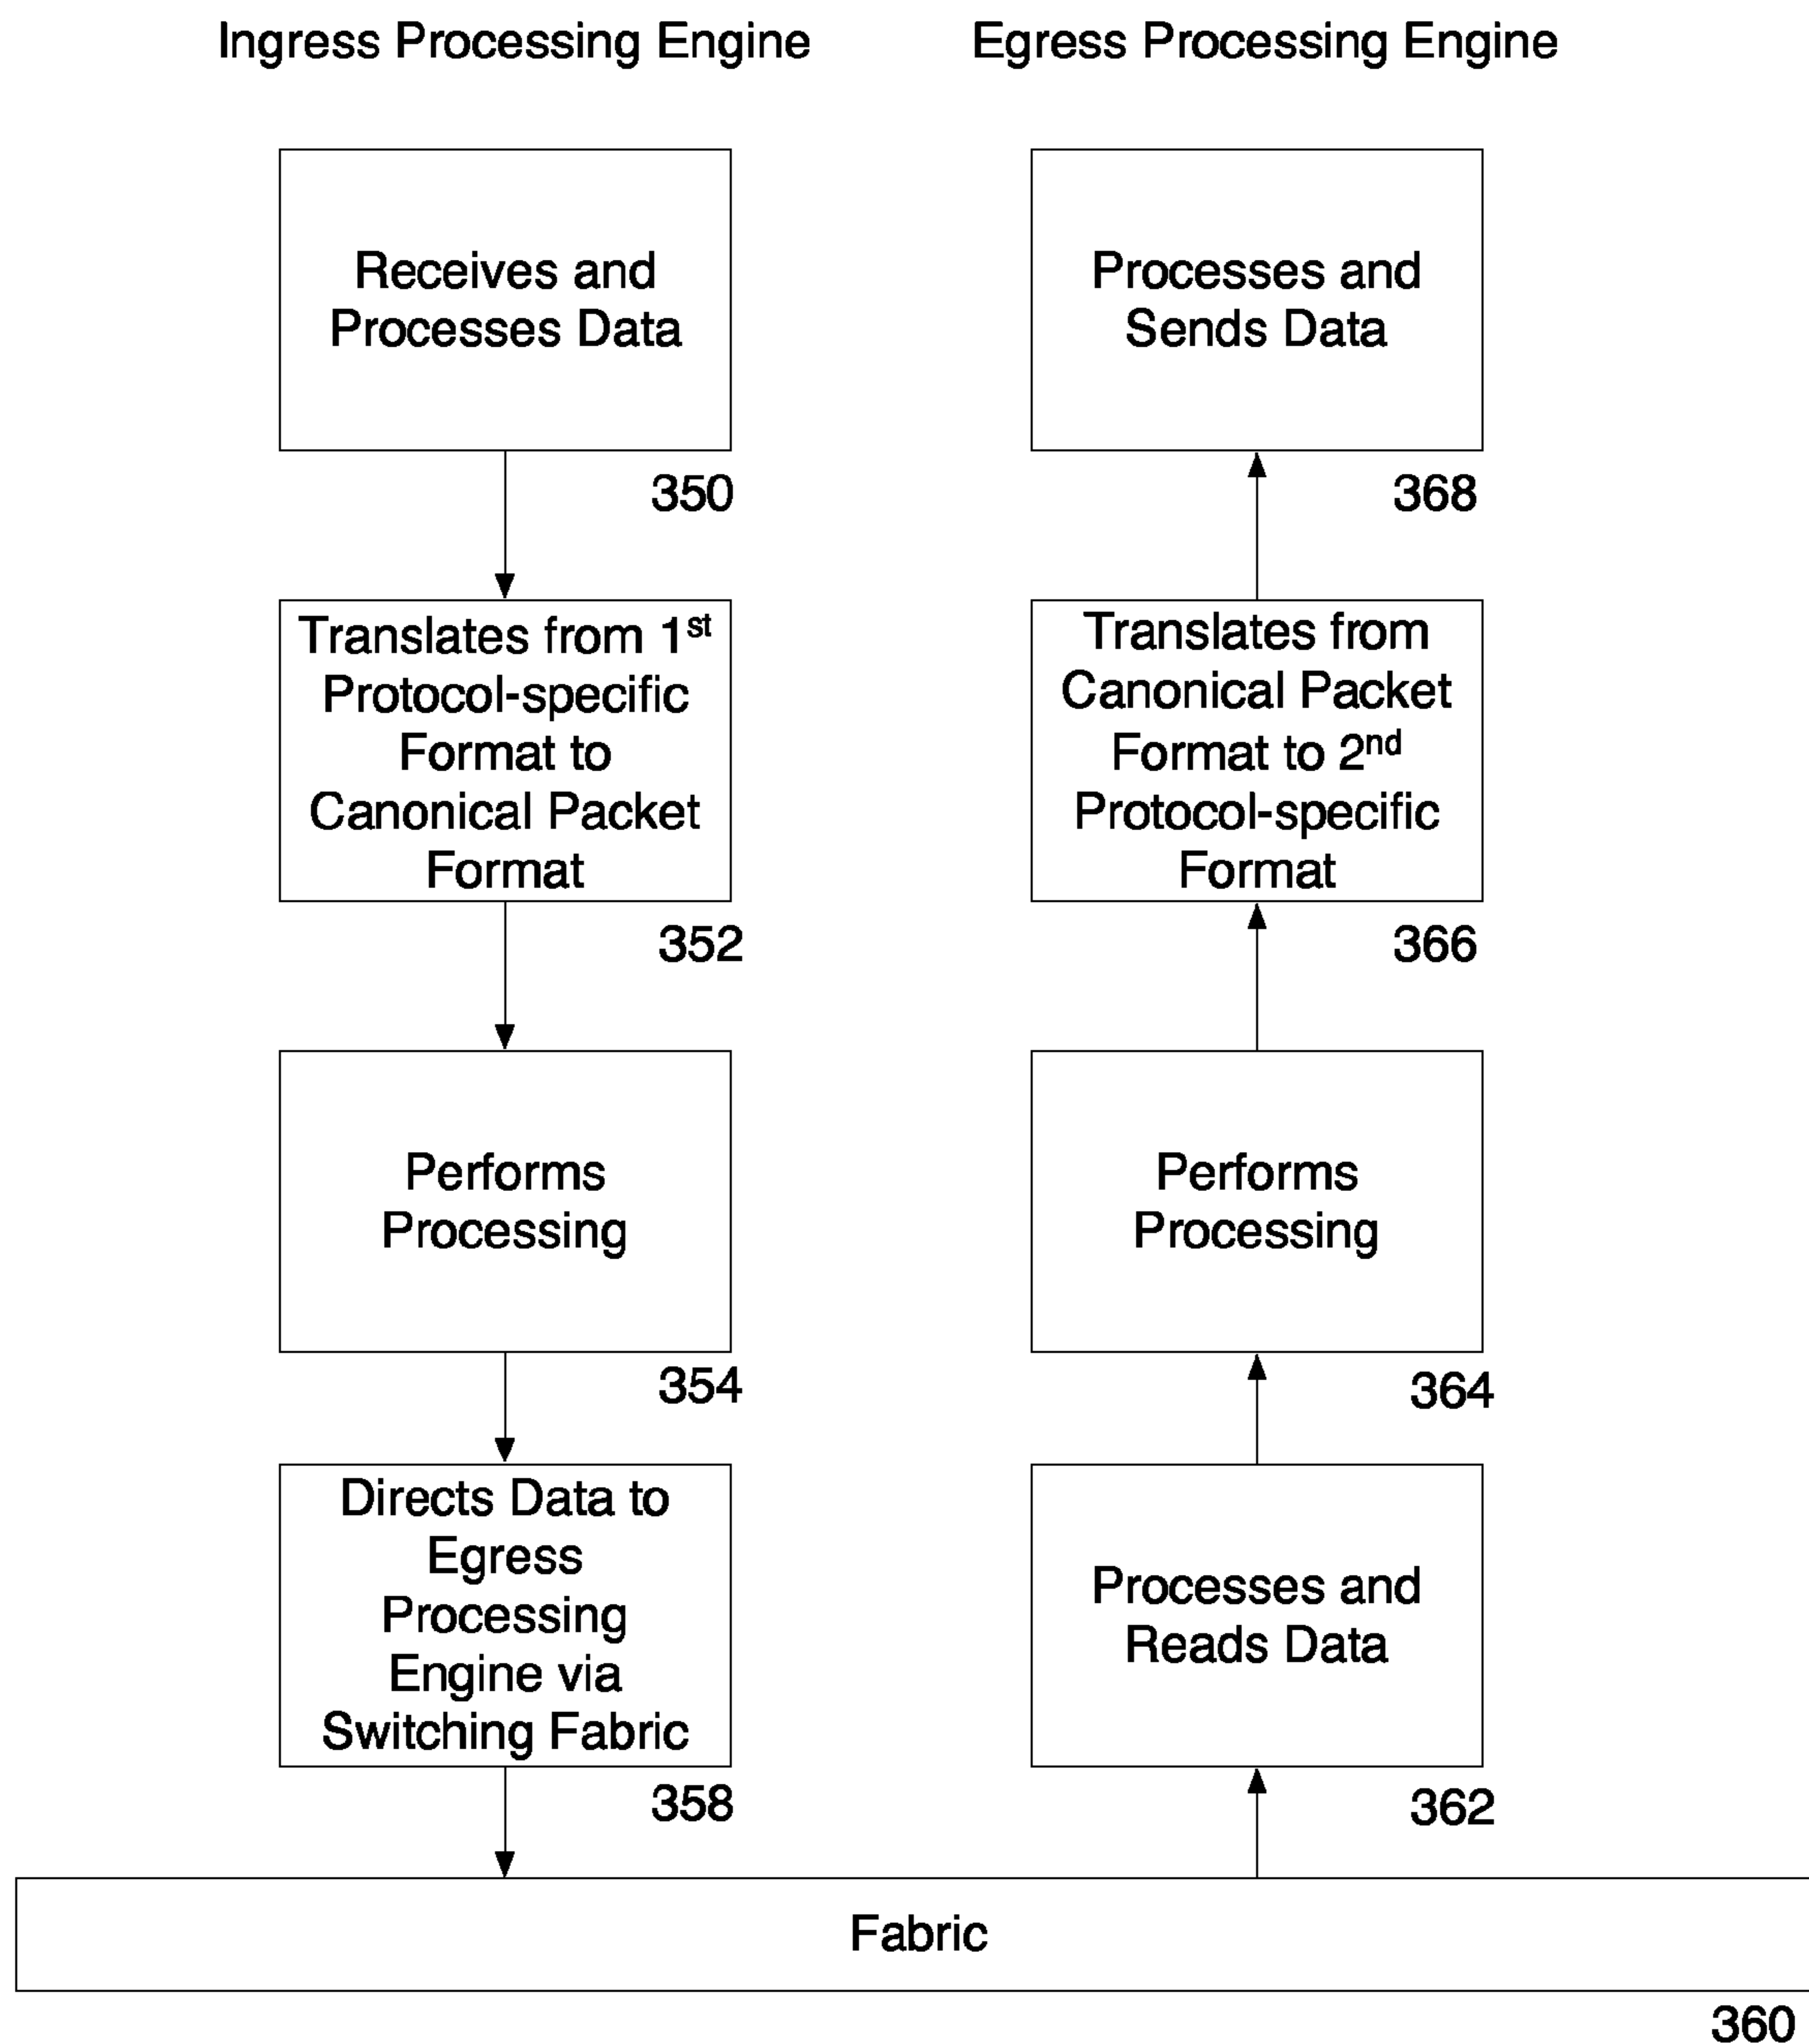 Ingress Processing Engine
Receives and
Processes Data
350
Translates from 1st
Protocol-specific
Format to
Canonical Packet
Format
352
Performs
Processing
354
Directs Data to
Egress
Processing
Engine via
Switching Fabric
358
Egress Processing Engine
Processes and
Sends Data
368
Translates from
Canonical Packet
Format to 2nd
Protocol-specific
Format
366
Performs
Processing
364
Processes and
Reads Data
362
Fabric
360